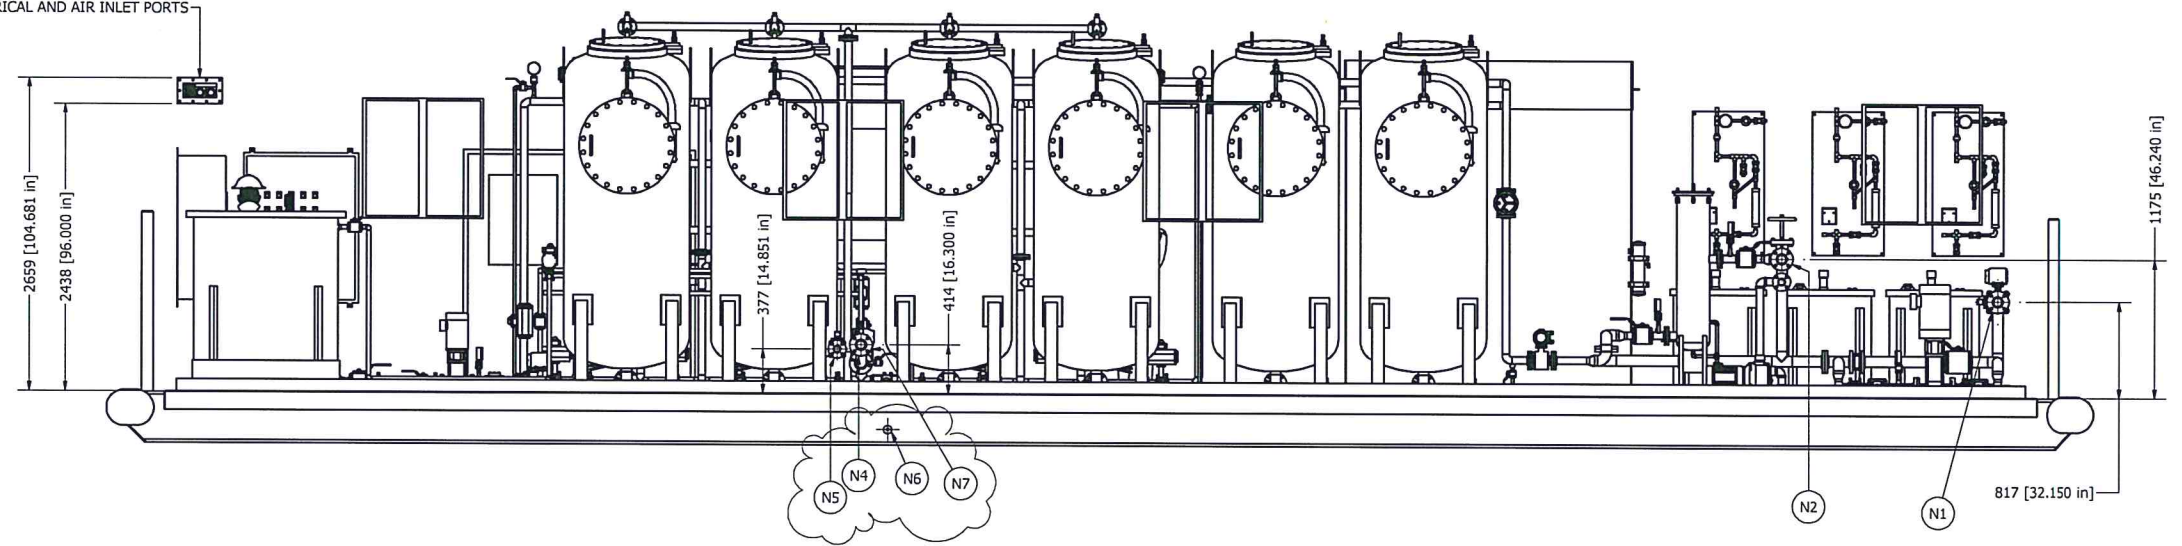 RICAL AND AIR INLET PORTS
2659 [104.681 in]
2438 [96.000 in]
377 [14.851 in]
414 [16.300 in]
1175 [46.240 in]
817 [32.150 in]
N5
N4
N6
N7
N2
N1